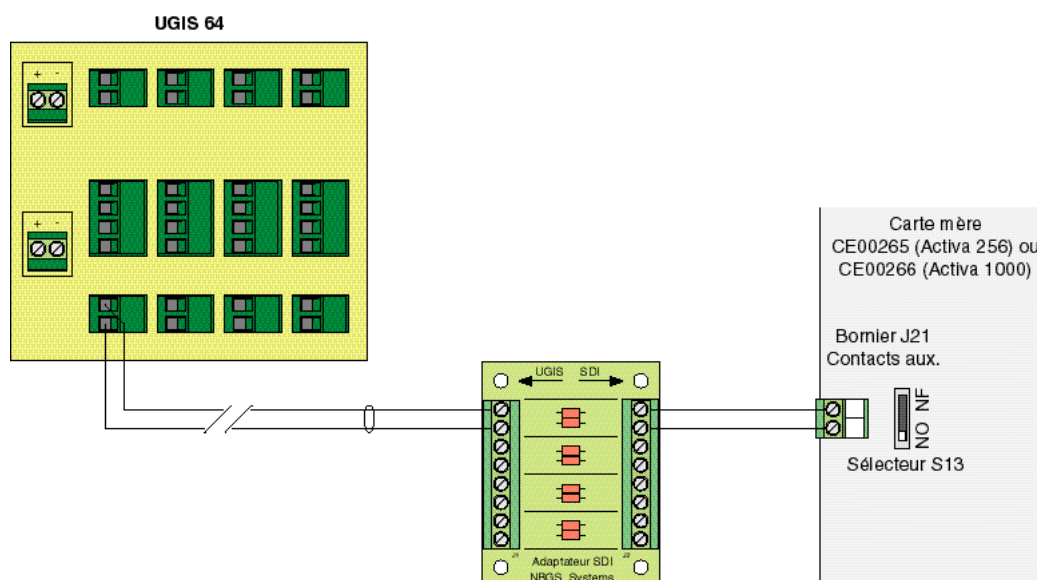 UGIS 64
+ -
+ -
Carte mère
CE00265 (Activa 256) ou
CE00266 (Activa 1000)
Bornier J21
Contacts aux.
NO NF
Sélecteur S13
UGIS SDI
Adaptateur SDI
NBGS Systems